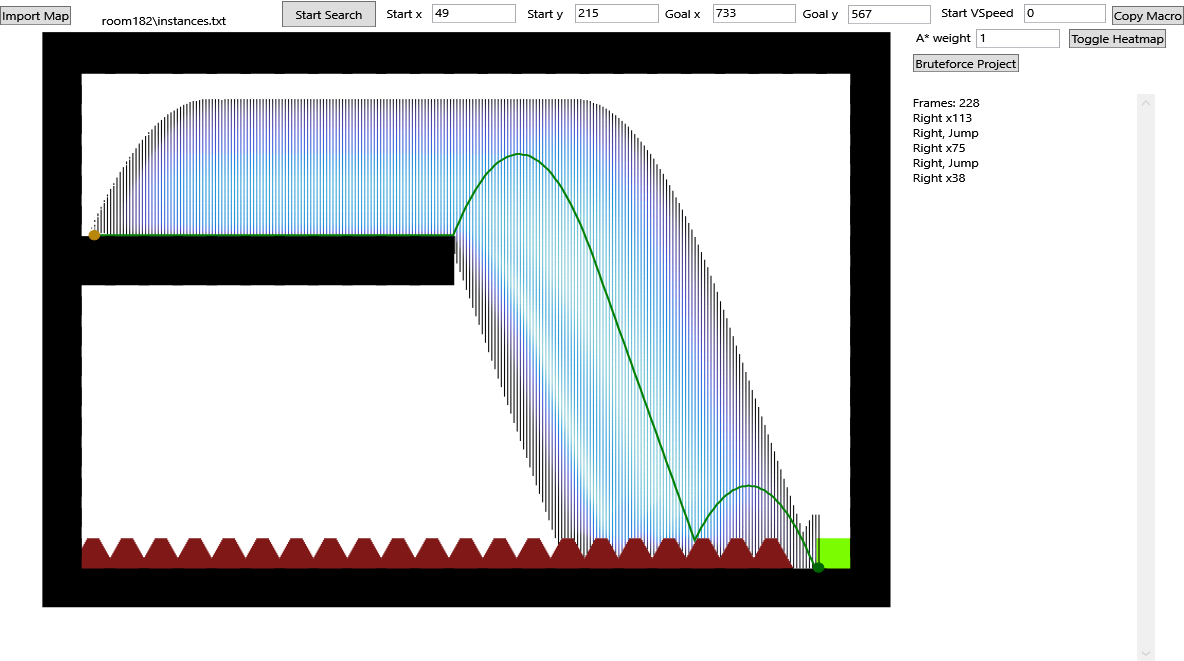 Import Map
room182\instances.txt
Start Search
Start x 49
Start y 215
Goal x 733
Goal y 567
Start VSpeed 0
Copy Macro
A* weight 1
Toggle Heatmap
Bruteforce Project
Frames: 228
Right x113
Right, Jump
Right x75
Right, Jump
Right x38